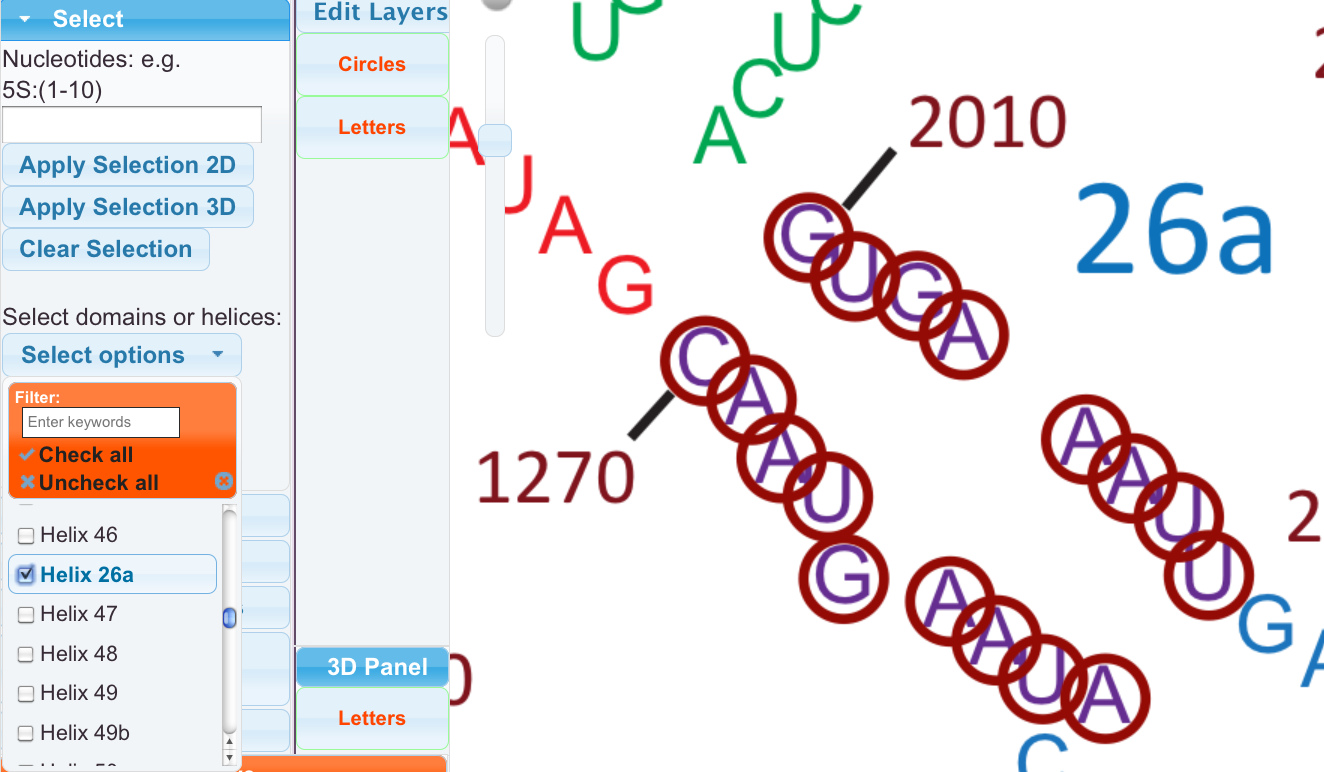 Select
Nucleotides: e.g.
5S:(1-10)
Apply Selection 2D
Apply Selection 3D
Clear Selection
Select domains or helices:
Select options
Filter:
Enter keywords
Check all
Uncheck all
Helix 46
Helix 26a
Helix 47
Helix 48
Helix 49
Helix 49b
Edit Layers
Circles
Letters
3D Panel
Letters
U
A C U C
A U A G
2010
26a
G U G A
C A A U G
1270
A A U U
G A
A A U A
C
2
0